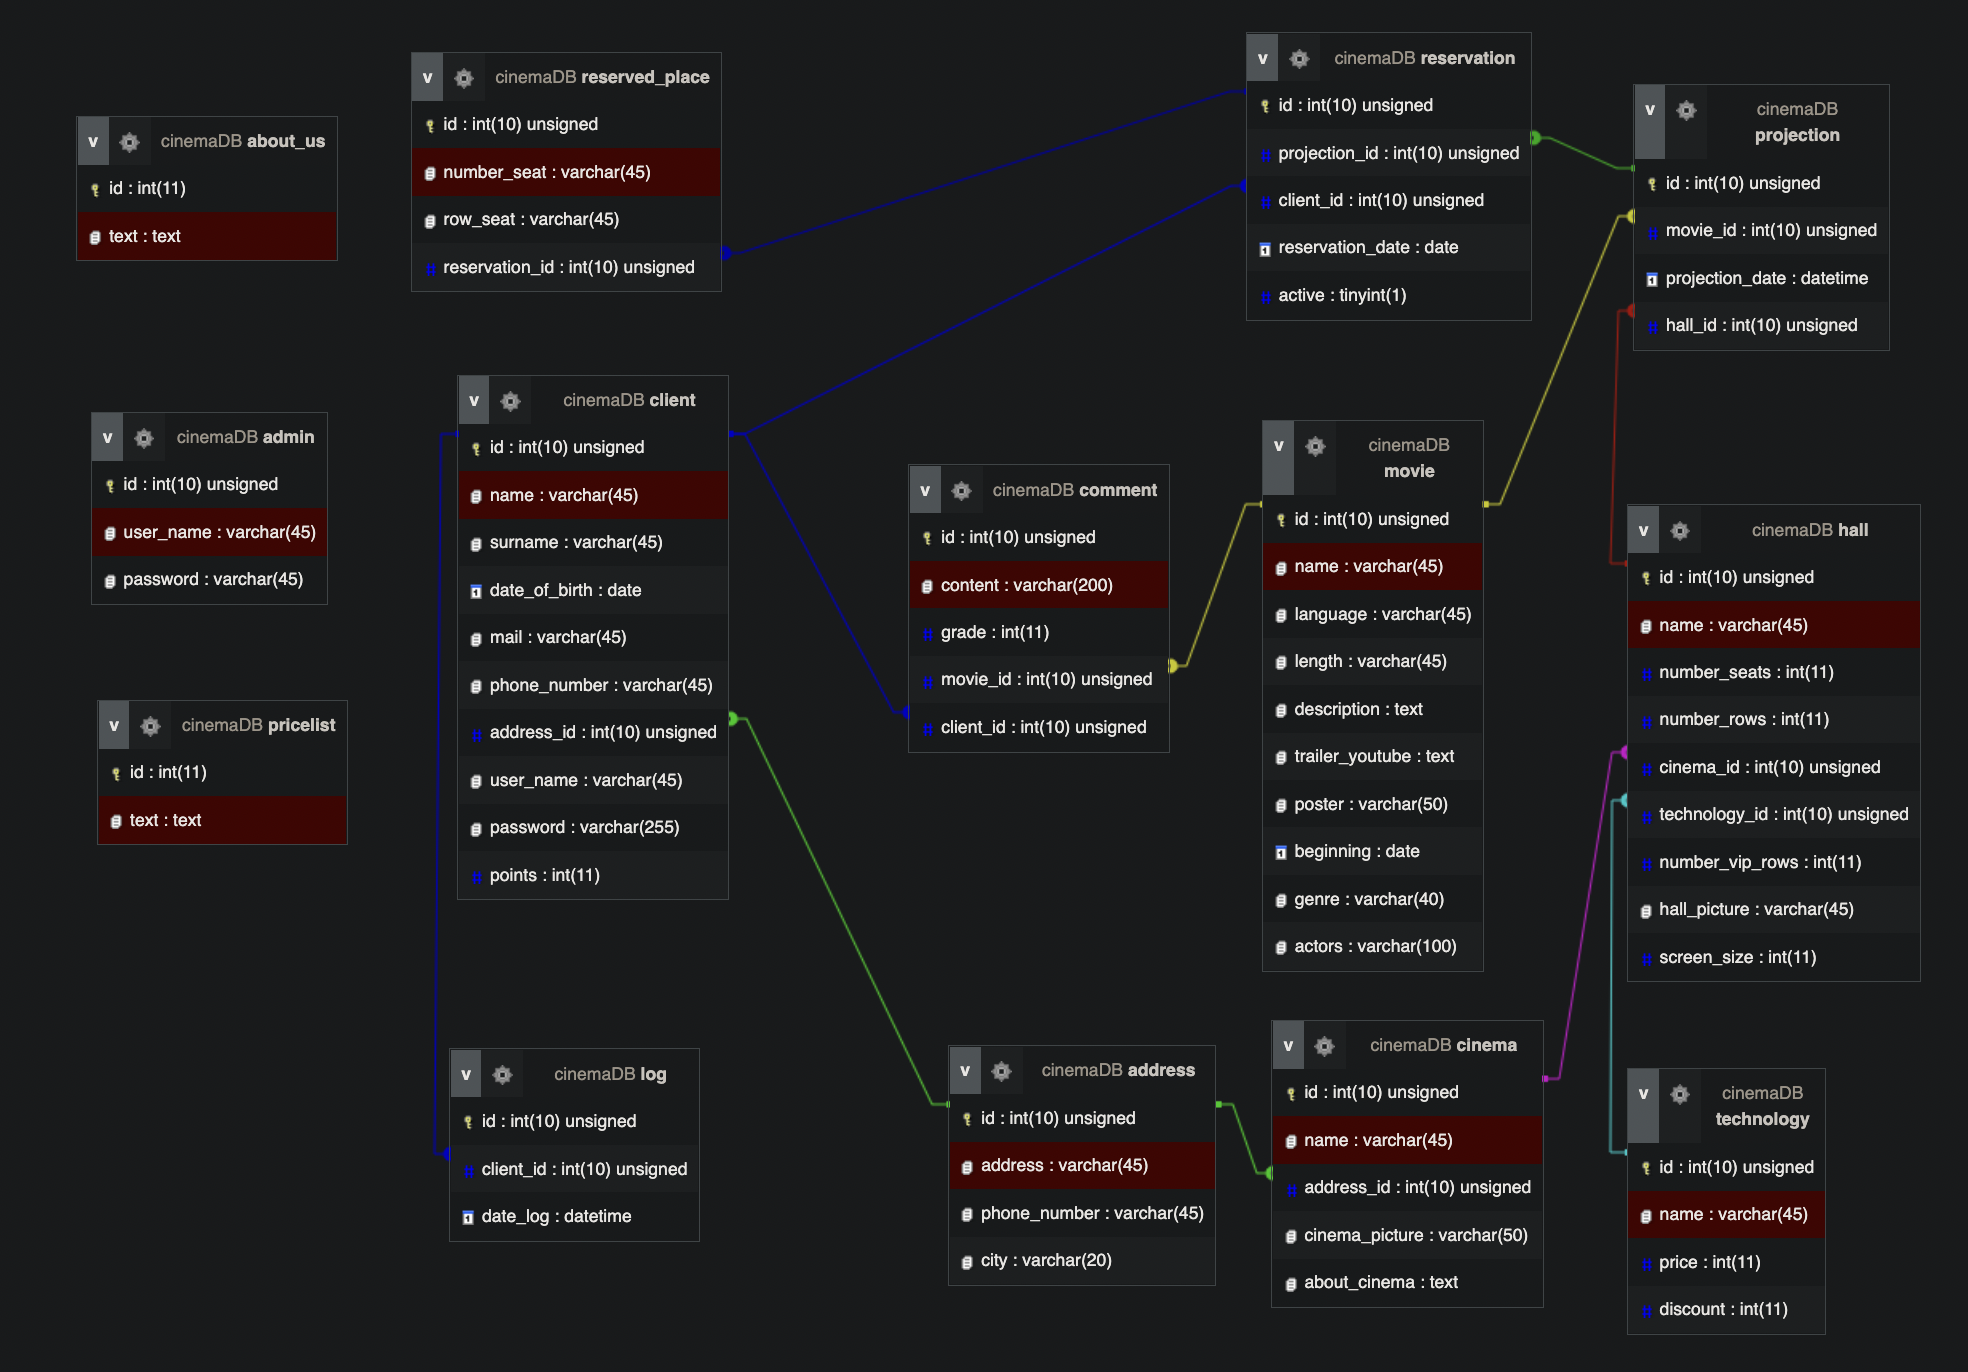 v cinemaDB about_us
id : int(11)
text : text
v cinemaDB admin
id : int(10) unsigned
user_name : varchar(45)
password : varchar(45)
v cinemaDB pricelist
id : int(11)
text : text
v cinemaDB reserved_place
id : int(10) unsigned
number_seat : varchar(45)
row_seat : varchar(45)
# reservation_id : int(10) unsigned
v cinemaDB client
id : int(10) unsigned
name : varchar(45)
surname : varchar(45)
date_of_birth : date
mail : varchar(45)
phone_number : varchar(45)
# address_id : int(10) unsigned
user_name : varchar(45)
password : varchar(255)
# points : int(11)
v cinemaDB log
id : int(10) unsigned
# client_id : int(10) unsigned
date_log : datetime
v cinemaDB comment
id : int(10) unsigned
content : varchar(200)
# grade : int(11)
# movie_id : int(10) unsigned
# client_id : int(10) unsigned
v cinemaDB address
id : int(10) unsigned
address : varchar(45)
phone_number : varchar(45)
city : varchar(20)
v cinemaDB reservation
id : int(10) unsigned
# projection_id : int(10) unsigned
# client_id : int(10) unsigned
reservation_date : date
# active : tinyint(1)
v cinemaDB
movie
id : int(10) unsigned
name : varchar(45)
language : varchar(45)
length : varchar(45)
description : text
trailer_youtube : text
poster : varchar(50)
beginning : date
genre : varchar(40)
actors : varchar(100)
v cinemaDB cinema
id : int(10) unsigned
name : varchar(45)
# address_id : int(10) unsigned
cinema_picture : varchar(50)
about_cinema : text
v cinemaDB
projection
id : int(10) unsigned
# movie_id : int(10) unsigned
projection_date : datetime
# hall_id : int(10) unsigned
v cinemaDB hall
id : int(10) unsigned
name : varchar(45)
# number_seats : int(11)
# number_rows : int(11)
# cinema_id : int(10) unsigned
# technology_id : int(10) unsigned
# number_vip_rows : int(11)
hall_picture : varchar(45)
# screen_size : int(11)
v cinemaDB
technology
id : int(10) unsigned
name : varchar(45)
# price : int(11)
# discount : int(11)